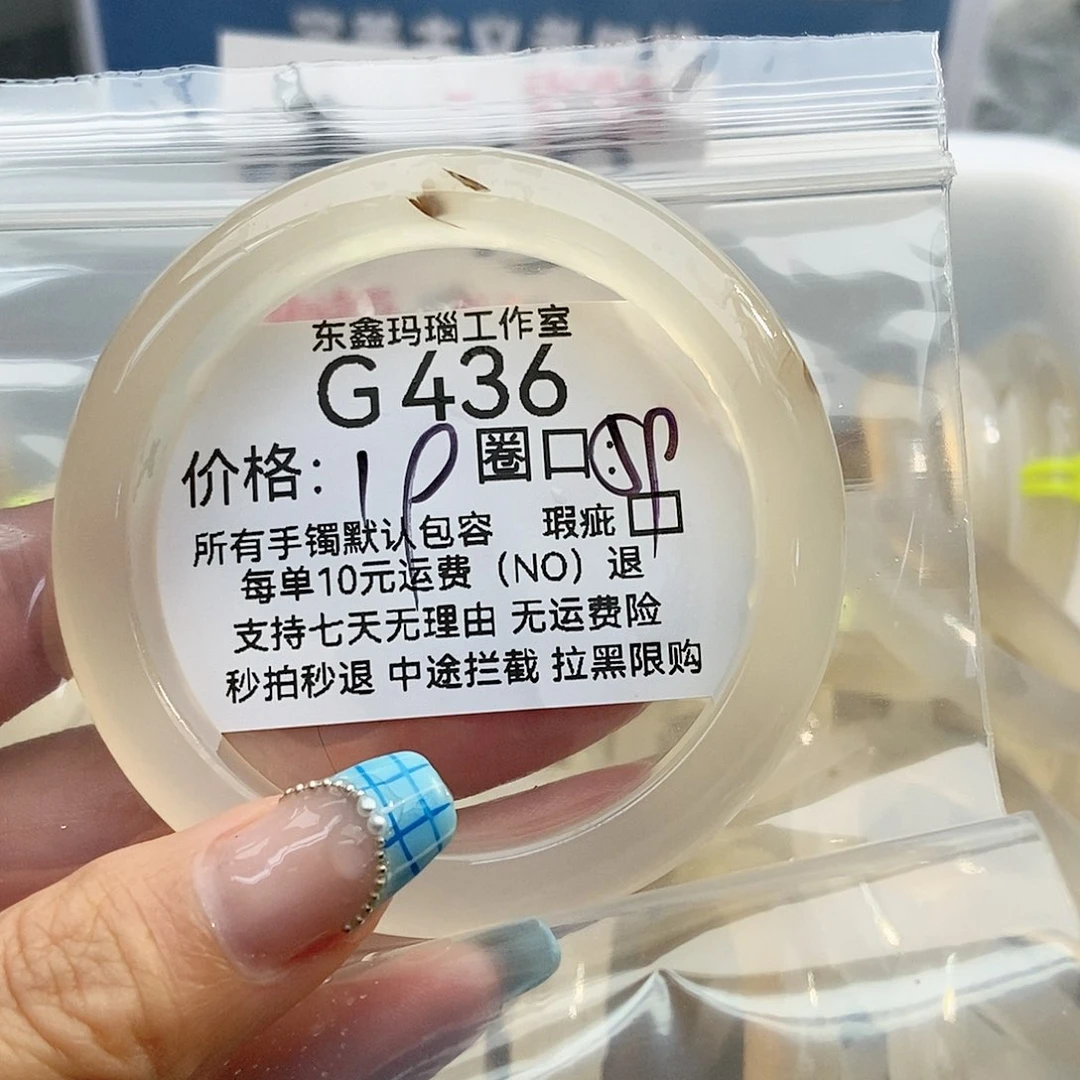 东鑫玛瑙工作室
G436
价格： 圈口：
所有手镯默认包容 瑕疵
每单10元运费（NO）退
支持七天无理由 无运费险
秒拍秒退 中途拦截 拉黑限购